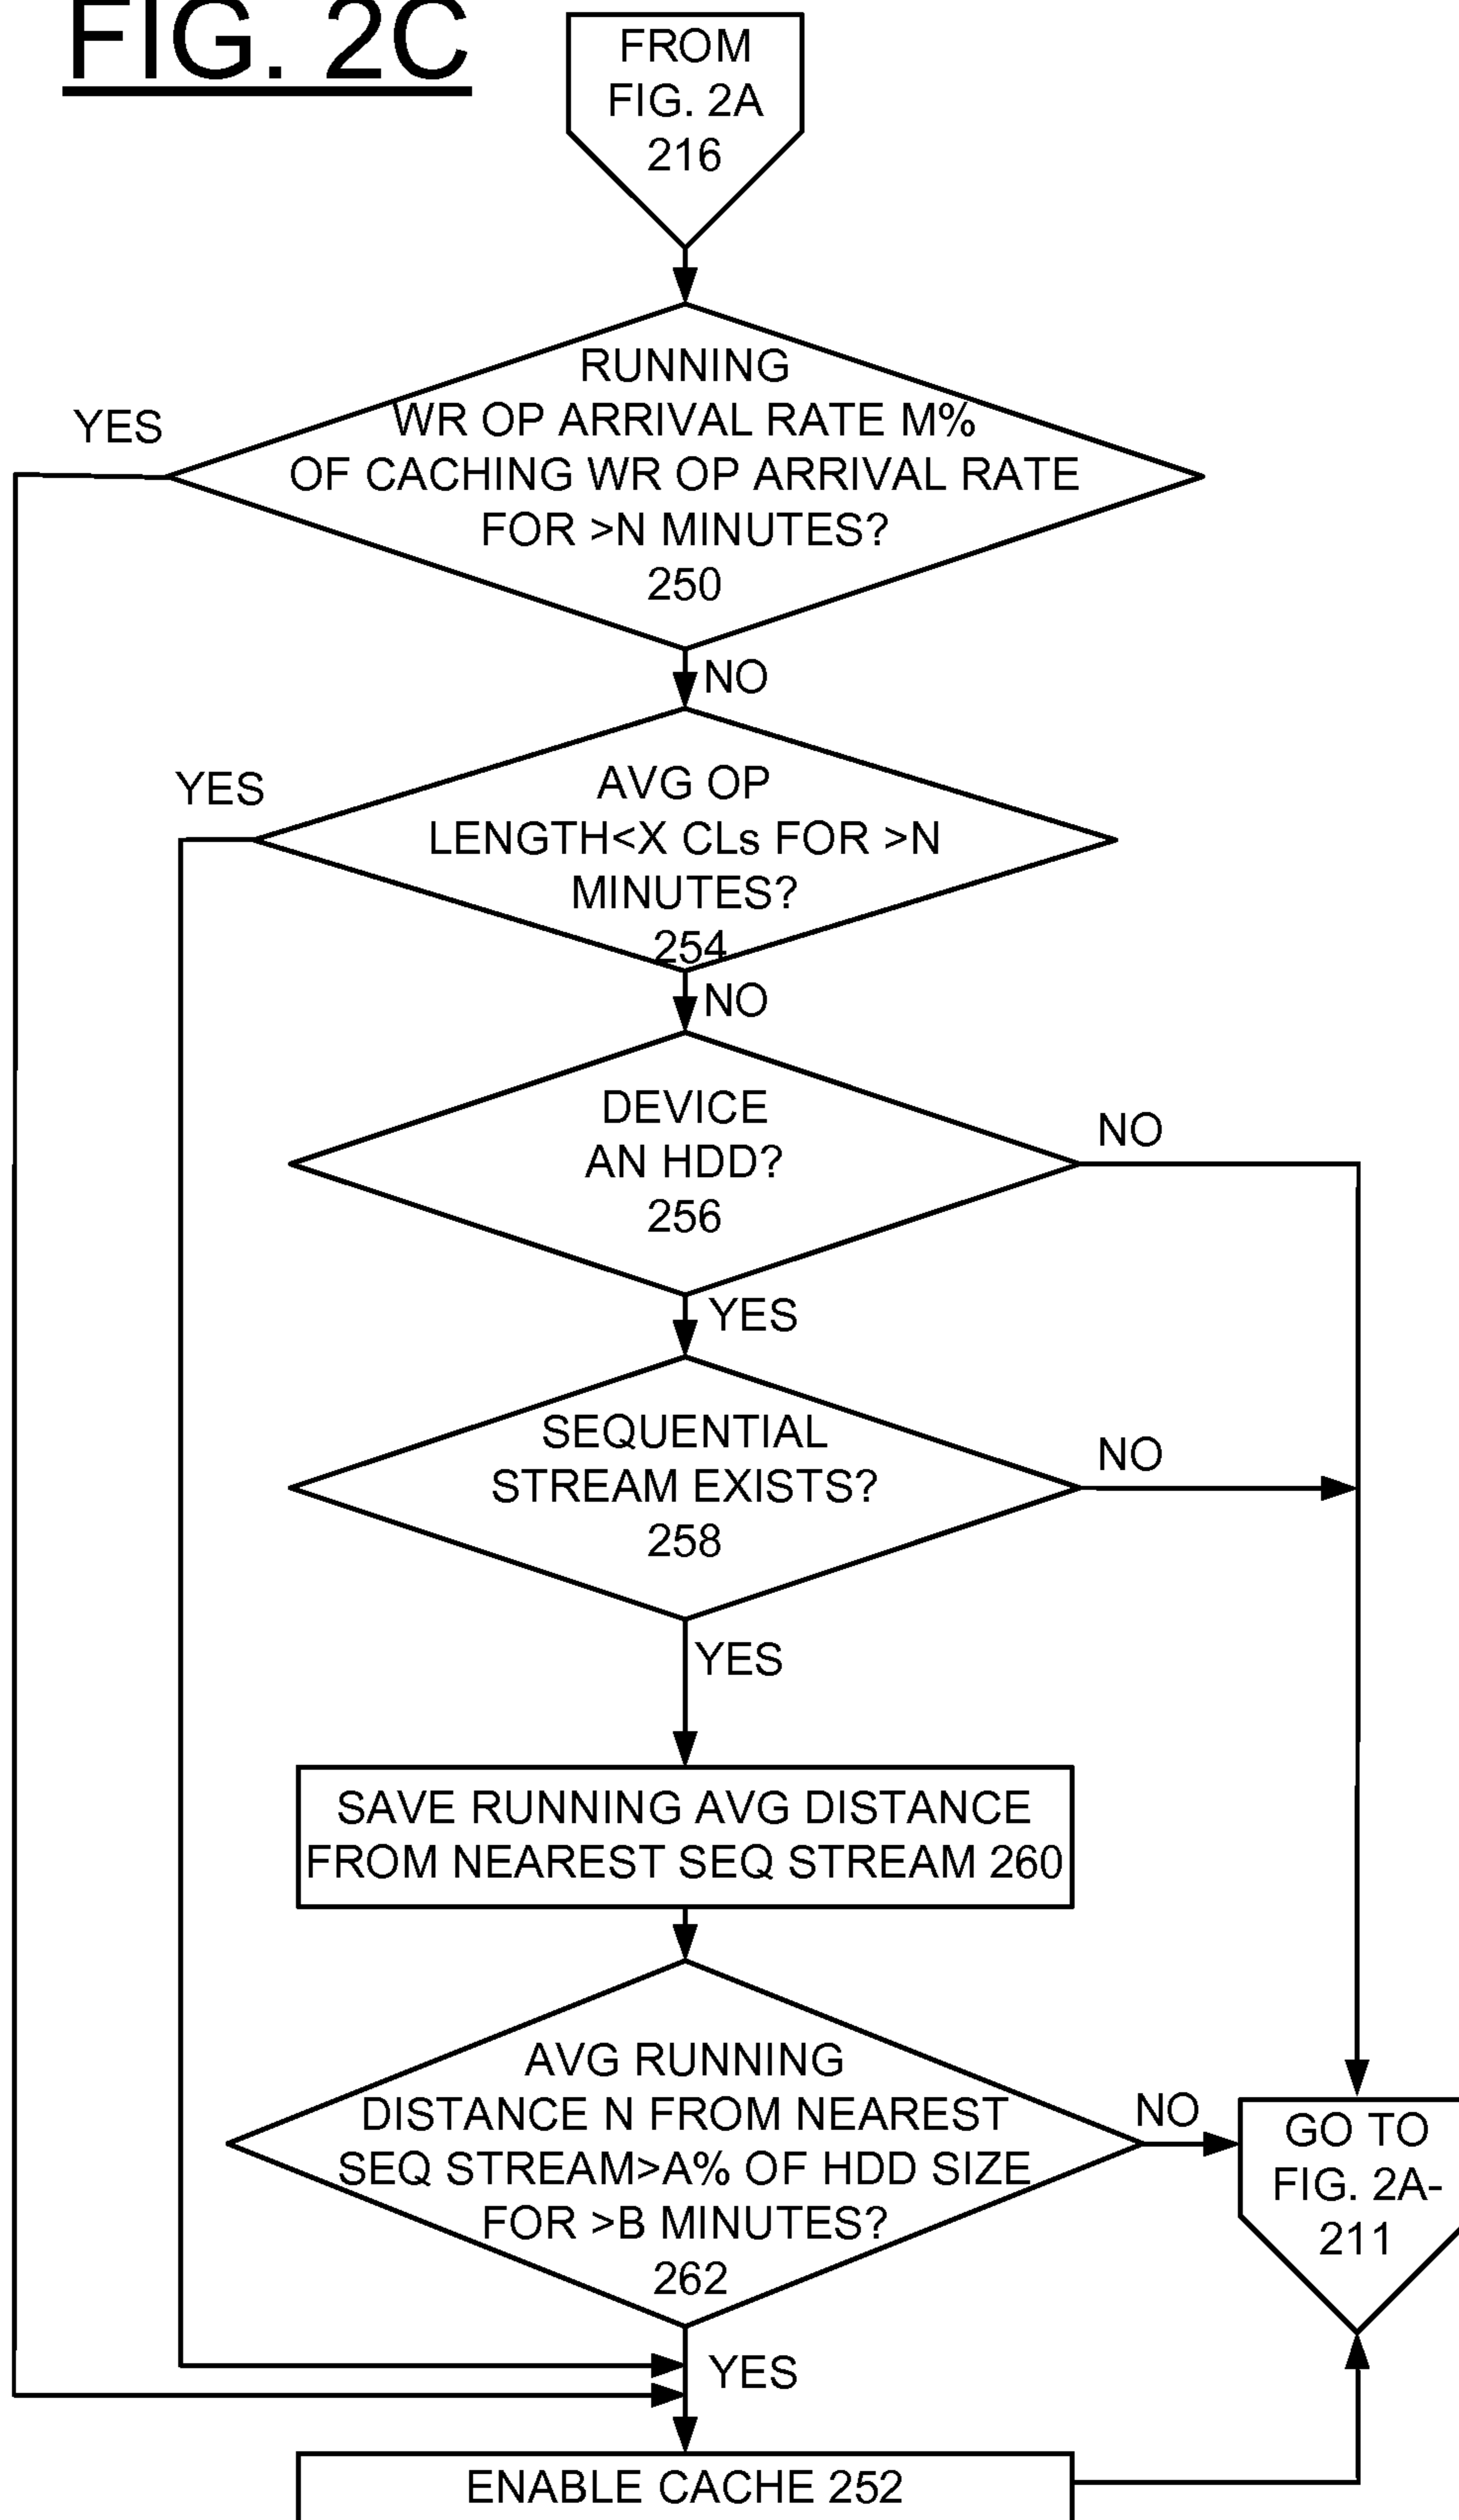 FIG. 2C
FROM
FIG. 2A
216
RUNNING
WR OP ARRIVAL RATE M%
OF CACHING WR OP ARRIVAL RATE
FOR >N MINUTES?
250
YES
NO
AVG OP
LENGTH<X CLs FOR >N
MINUTES?
254
YES
NO
DEVICE
AN HDD?
256
NO
YES
SEQUENTIAL
STREAM EXISTS?
258
NO
YES
SAVE RUNNING AVG DISTANCE
FROM NEAREST SEQ STREAM 260
AVG RUNNING
DISTANCE N FROM NEAREST
SEQ STREAM>A% OF HDD SIZE
FOR >B MINUTES?
262
NO
GO TO
FIG. 2A-
211
YES
ENABLE CACHE 252